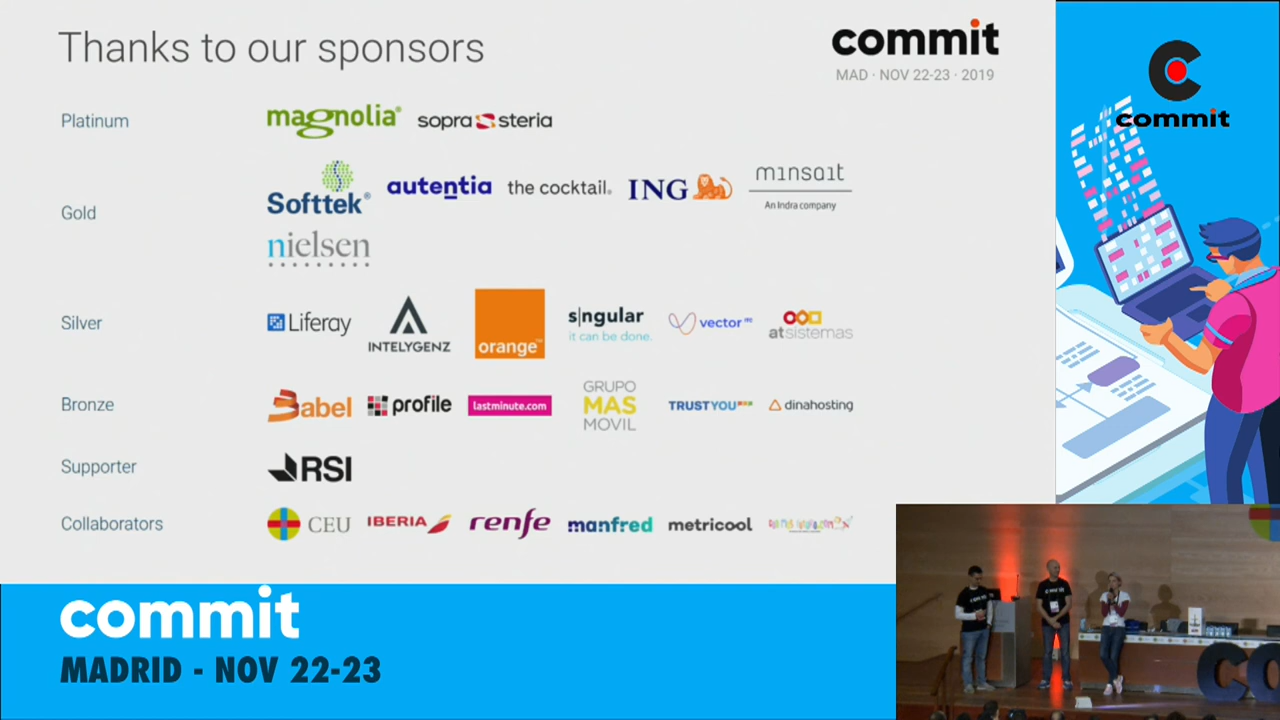 Thanks to our sponsors
commit
MAD · NOV 22-23 · 2019
commit
Platinum
magnolia®
sopra steria
Gold
Softtek®
autentia
the cocktail®
ING
minsait
An Indra company
nielsen
Silver
Liferay
INTELYGENZ
orange™
s|ngular
it can be done.
vector ITC
atsistemas
Bronze
Babel
profile
lastminute.com
GRUPO
MAS
MOVIL
TRUSTYOU
dinahosting
Supporter
RSI
Collaborators
CEU
IBERIA
renfe
manfred
metricool
commit
MADRID - NOV 22-23